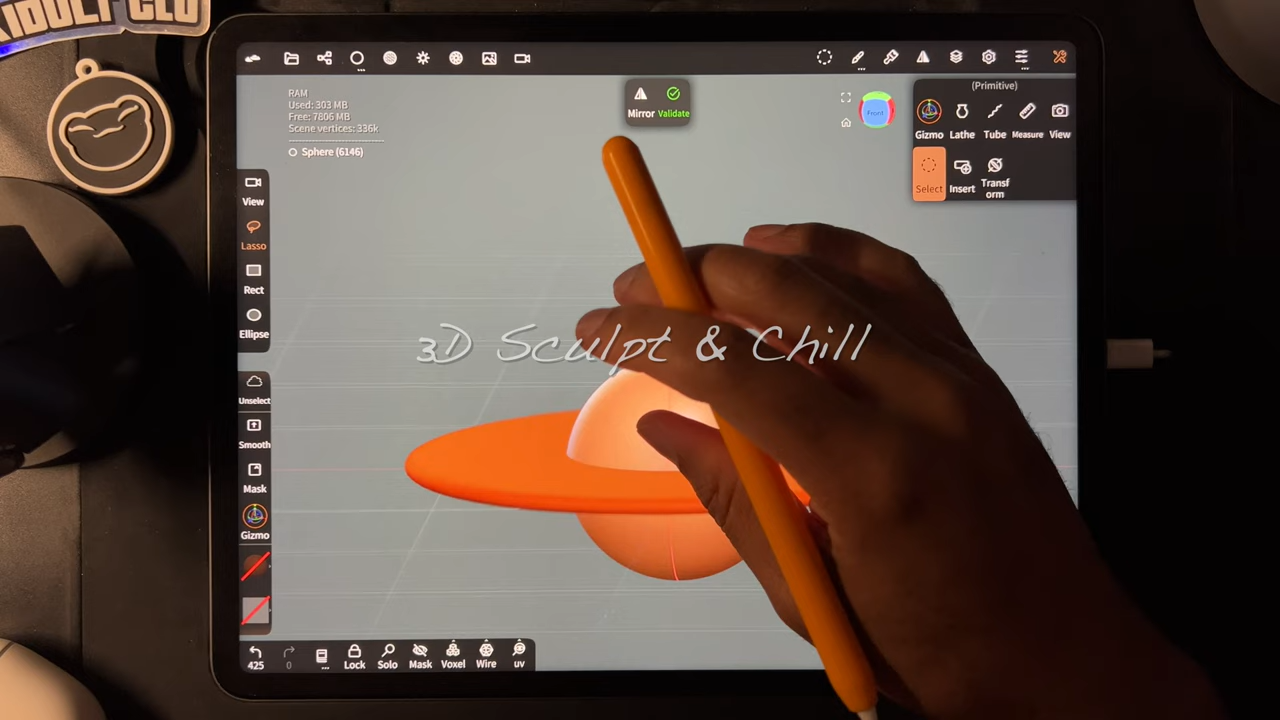 RAM
Used: 303 MB
Free: 7806 MB
Scene vertices: 336k
Sphere (6146)
Mirror Validate
Front
(Primitive)
Gizmo Lathe Tube Measure View
Select Insert Transf
orm
View
Lasso
Rect
Ellipse
3D Sculpt & Chill
Unselect
Smooth
Mask
Gizmo
425 0 Lock Solo Mask Voxel Wire uv